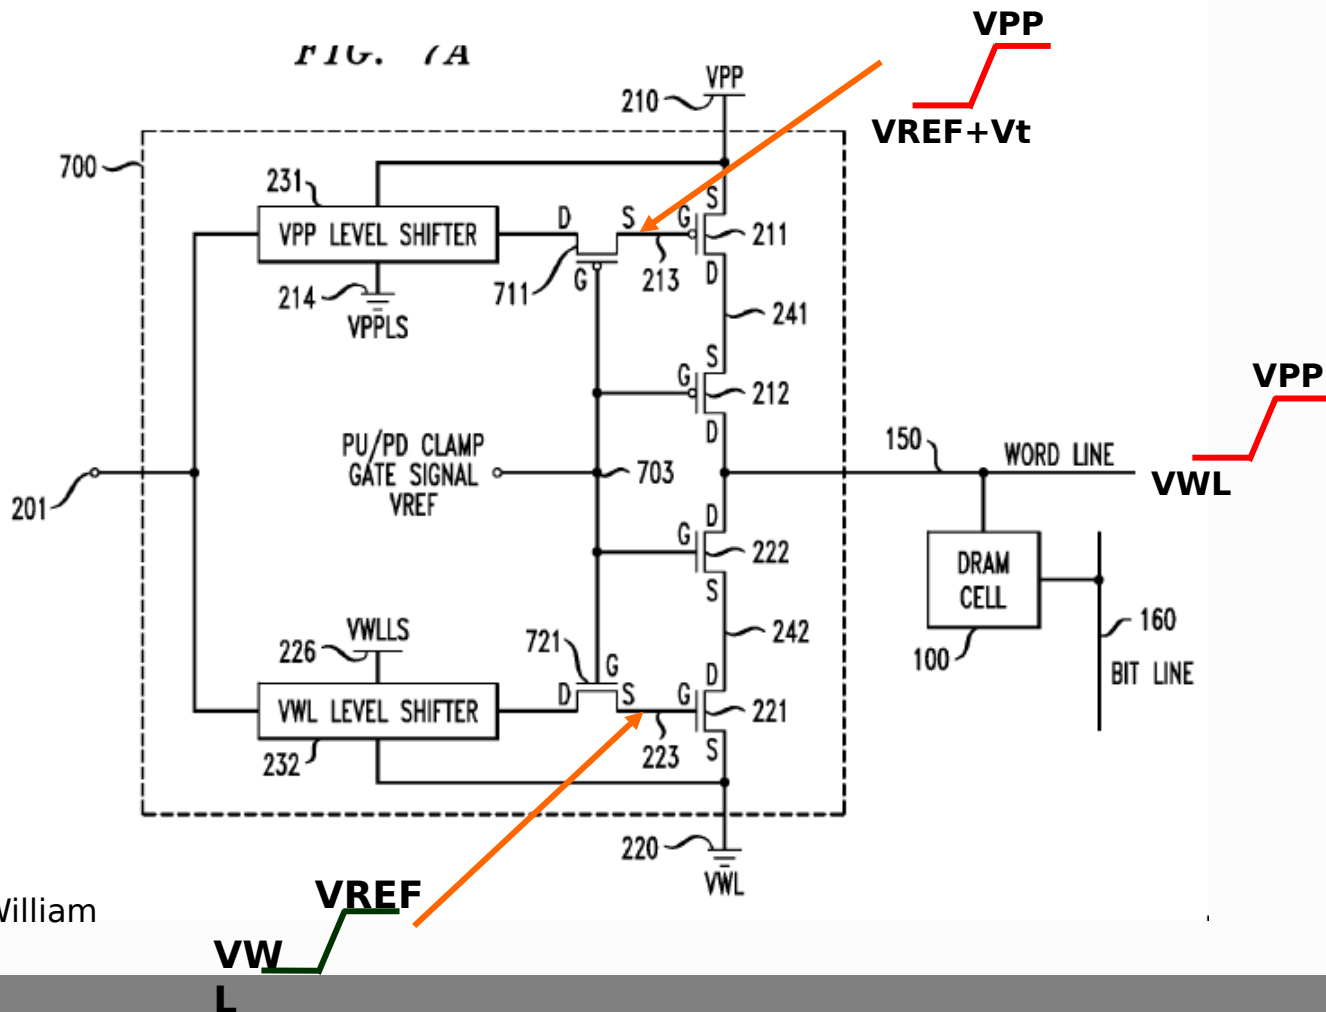 FIG. 7A
VPP
VREF+Vt
VPP
210
700
231
VPP LEVEL SHIFTER
D
S
G
S
211
D
G
711
213
214
VPPLS
241
S
G
212
D
VPP
VWL
PU/PD CLAMP
GATE SIGNAL
VREF
703
201
150
WORD LINE
D
G
222
S
DRAM
CELL
100
160
BIT LINE
VWLLS
226
721
G
242
D
VWL LEVEL SHIFTER
D
S
G
221
232
223
S
220
VWL
VREF
William
VW
L